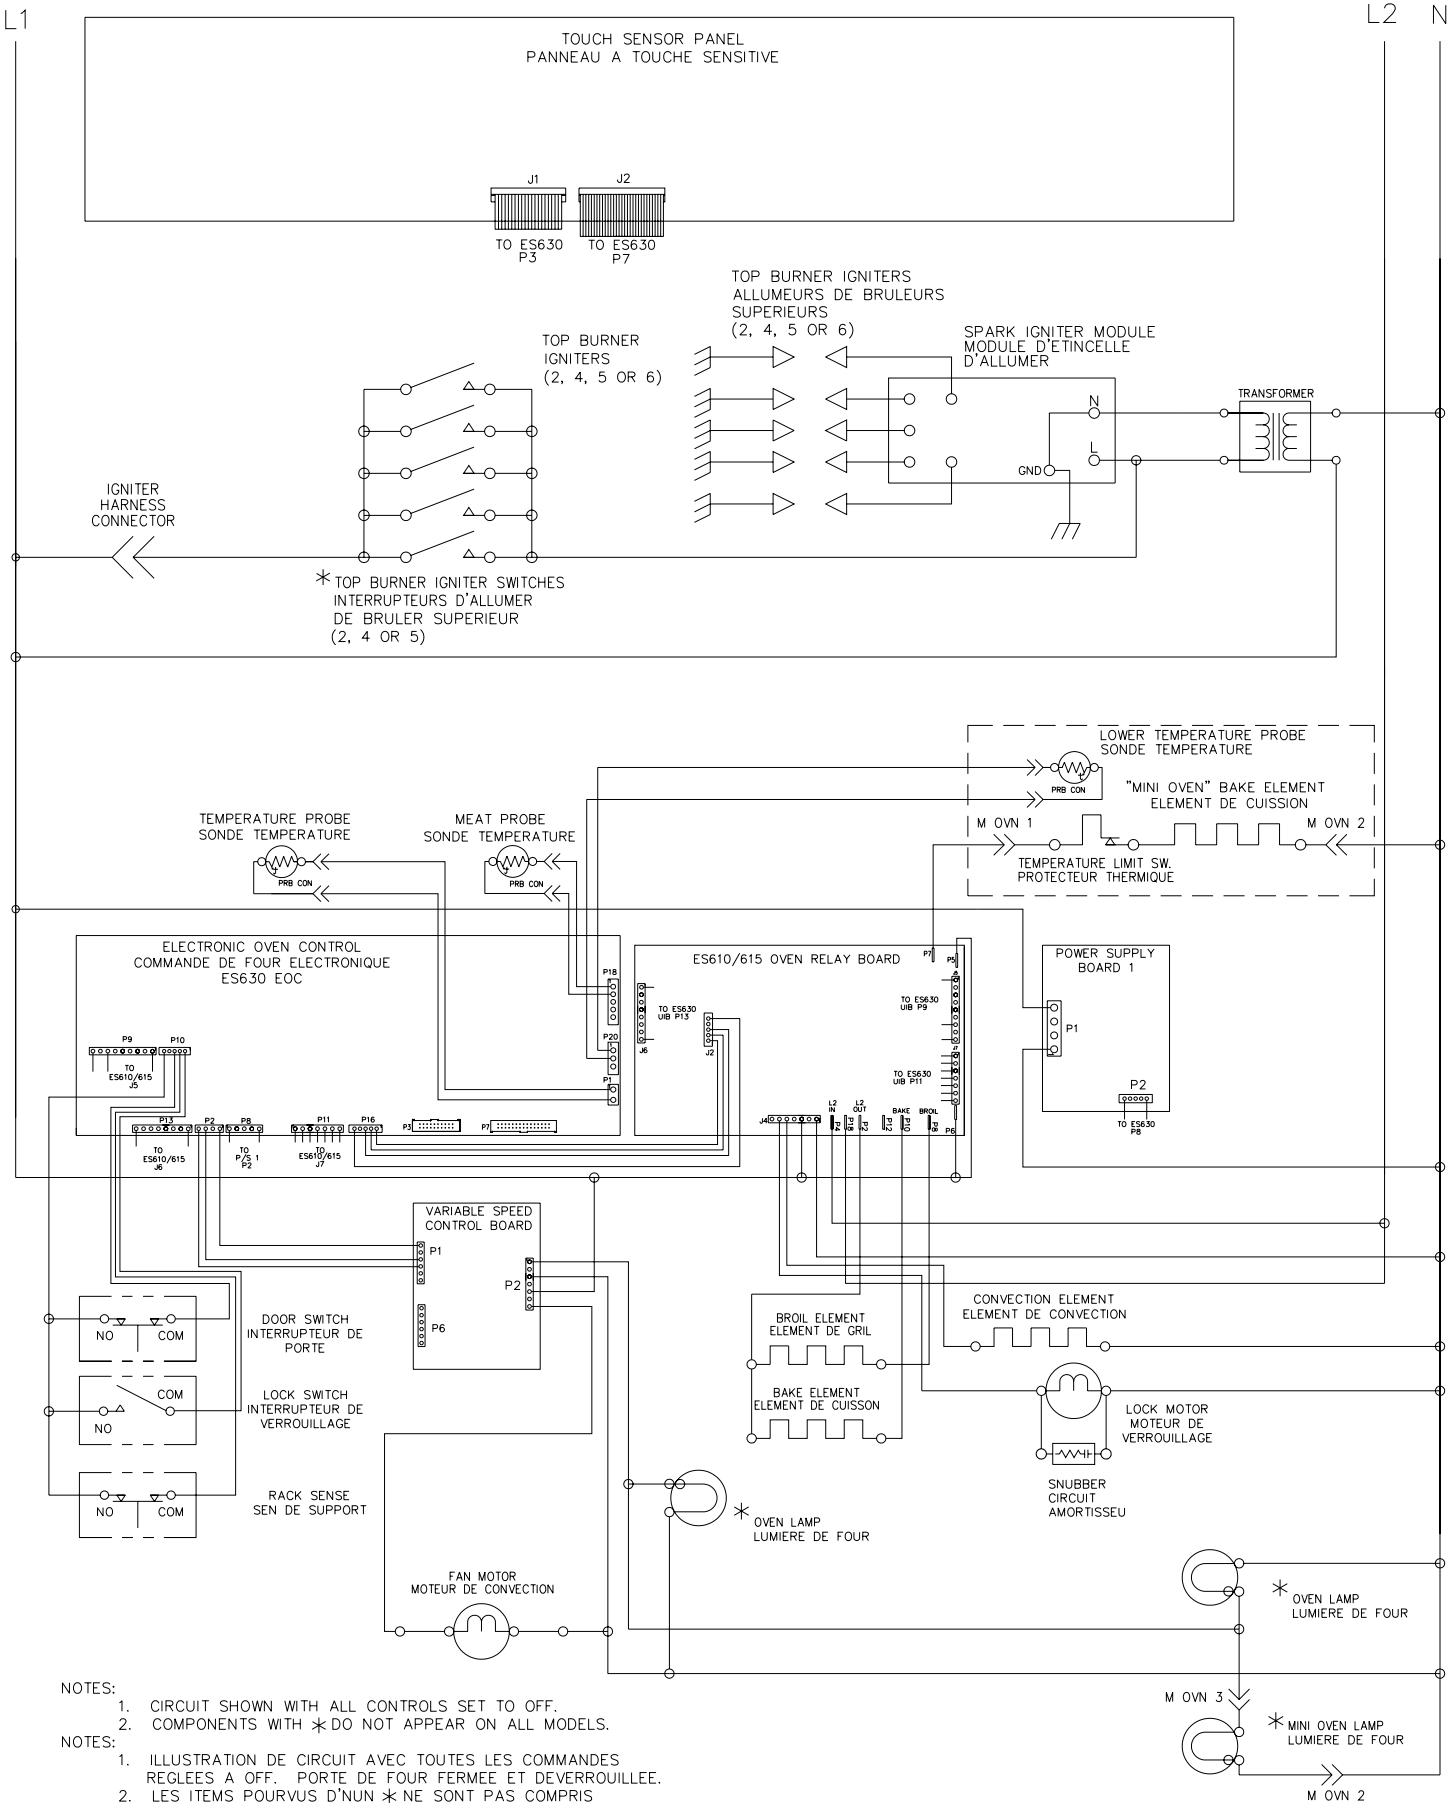 L1
L2 N
TOUCH SENSOR PANEL
PANNEAU A TOUCHE SENSITIVE
J1
J2
TO ES630
P3
TO ES630
P7
TOP BURNER IGNITERS
ALLUMEURS DE BRULEURS
SUPERIEURS
(2, 4, 5 OR 6)
TOP BURNER
IGNITERS
(2, 4, 5 OR 6)
SPARK IGNITER MODULE
MODULE D'ETINCELLE
D'ALLUMER
N
L
GND
TRANSFORMER
IGNITER
HARNESS
CONNECTOR
* TOP BURNER IGNITER SWITCHES
INTERRUPTEURS D'ALLUMER
DE BRULER SUPERIEUR
(2, 4 OR 5)
LOWER TEMPERATURE PROBE
SONDE TEMPERATURE
PRB CON
"MINI OVEN" BAKE ELEMENT
ELEMENT DE CUISSION
M OVN 1
M OVN 2
TEMPERATURE LIMIT SW.
PROTECTEUR THERMIQUE
TEMPERATURE PROBE
SONDE TEMPERATURE
PRB CON
MEAT PROBE
SONDE TEMPERATURE
PRB CON
ELECTRONIC OVEN CONTROL
COMMANDE DE FOUR ELECTRONIQUE
ES630 EOC
P18
P20
P1
P9
P10
TO
ES610/615
J5
P13
P2
P8
P11
P16
P3
P7
TO
ES610/615
J6
TO
P/S 1
P2
TO
ES610/615
J7
ES610/615 OVEN RELAY BOARD
P7
P5
J6
TO ES630
UIB P13
J2
TO ES630
UIB P9
TO ES630
UIB P11
J4
L2
IN
L2
OUT
BAKE
BROIL
P4
P18
P2
P12
P10
P8
P6
POWER SUPPLY
BOARD 1
P1
P2
TO ES630
P8
VARIABLE SPEED
CONTROL BOARD
P1
P2
P6
DOOR SWITCH
INTERRUPTEUR DE
PORTE
NO
COM
LOCK SWITCH
INTERRUPTEUR DE
VERROUILLAGE
COM
NO
RACK SENSE
SEN DE SUPPORT
NO
COM
BROIL ELEMENT
ELEMENT DE GRIL
BAKE ELEMENT
ELEMENT DE CUISSON
CONVECTION ELEMENT
ELEMENT DE CONVECTION
LOCK MOTOR
MOTEUR DE
VERROUILLAGE
SNUBBER
CIRCUIT
AMORTISSEU
* OVEN LAMP
LUMIERE DE FOUR
FAN MOTOR
MOTEUR DE CONVECTION
* OVEN LAMP
LUMIERE DE FOUR
M OVN 3
* MINI OVEN LAMP
LUMIERE DE FOUR
M OVN 2
NOTES:
1. CIRCUIT SHOWN WITH ALL CONTROLS SET TO OFF.
2. COMPONENTS WITH * DO NOT APPEAR ON ALL MODELS.
NOTES:
1. ILLUSTRATION DE CIRCUIT AVEC TOUTES LES COMMANDES
REGLEES A OFF. PORTE DE FOUR FERMEE ET DEVERROUILLEE.
2. LES ITEMS POURVUS D'NUN * NE SONT PAS COMPRIS